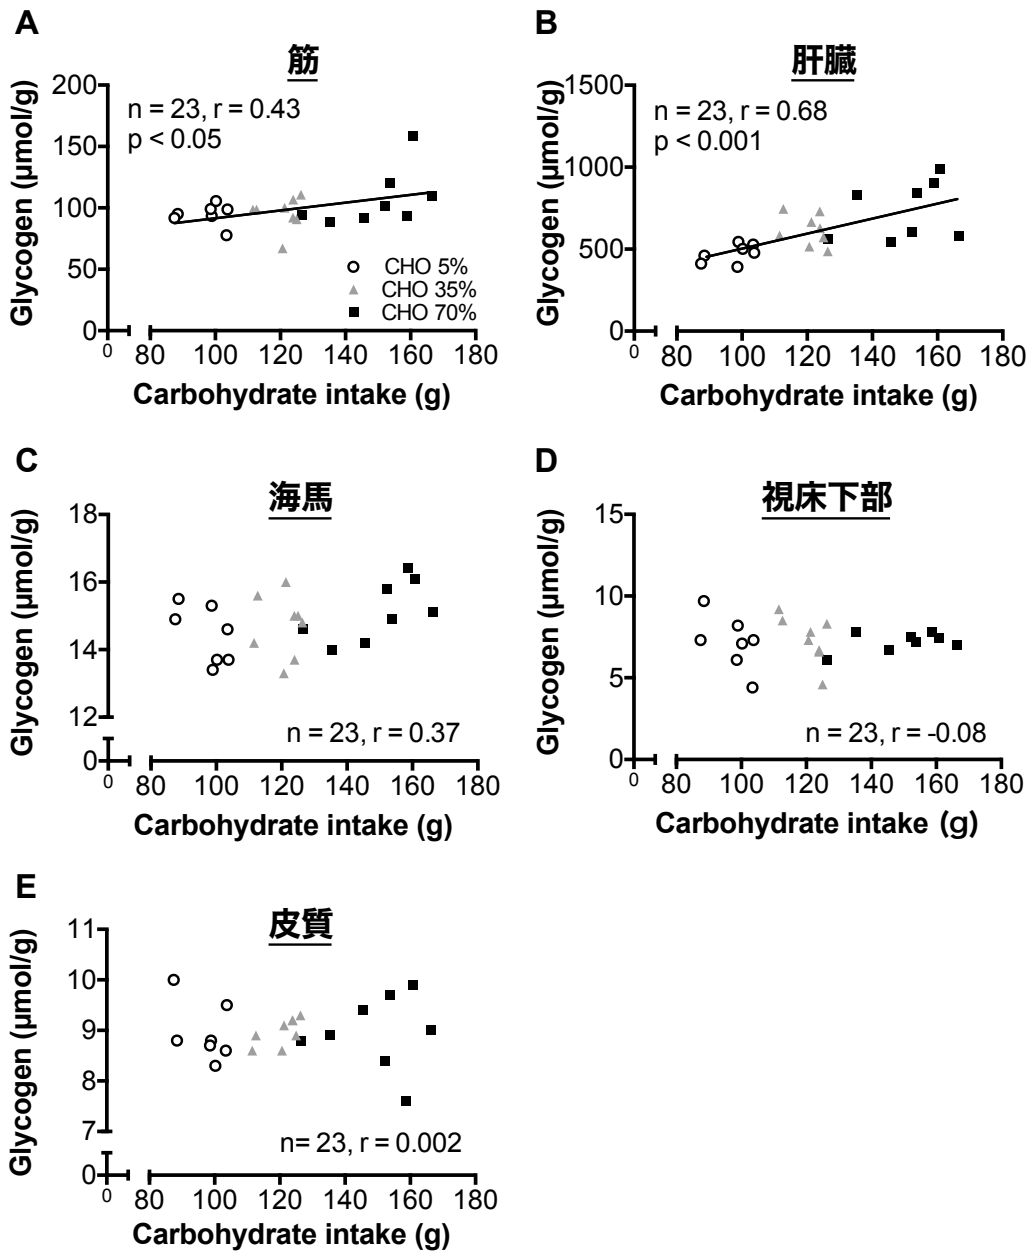 A
筋
n = 23, r = 0.43
p < 0.05
200
150
100
50
0
Glycogen (μmol/g)
CHO 5%
CHO 35%
CHO 70%
0 80 100 120 140 160 180
Carbohydrate intake (g)
B
肝臓
n = 23, r = 0.68
p < 0.001
1500
1000
500
0
Glycogen (μmol/g)
0 80 100 120 140 160 180
Carbohydrate intake (g)
C
海馬
18
16
14
12
0
Glycogen (μmol/g)
n = 23, r = 0.37
0 80 100 120 140 160 180
Carbohydrate intake (g)
D
視床下部
15
10
5
0
Glycogen (μmol/g)
n = 23, r = -0.08
0 80 100 120 140 160 180
Carbohydrate intake (g)
E
皮質
11
10
9
8
7
0
Glycogen (μmol/g)
n= 23, r = 0.002
0 80 100 120 140 160 180
Carbohydrate intake (g)